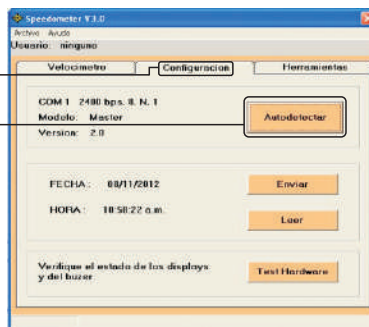 Speedometer V.3.0
Archivo Ayuda
Usuario: ninguno
Velocimetro Configuracion Herramientas
COM 1 2400 bps. 8. N. 1
Modelo: Master
Version: 2.0
Autodetectar
FECHA: 08/11/2012
Enviar
HORA: 10:58:22 a.m.
Leer
Verifique el estado de los displays
y del buzer.
Test Hardware